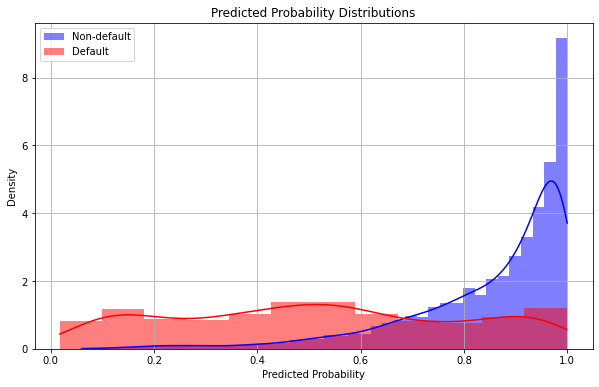 Predicted Probability Distributions
Non-default
Default
Density
8
6
4
2
0
0.0 0.2 0.4 0.6 0.8 1.0
Predicted Probability